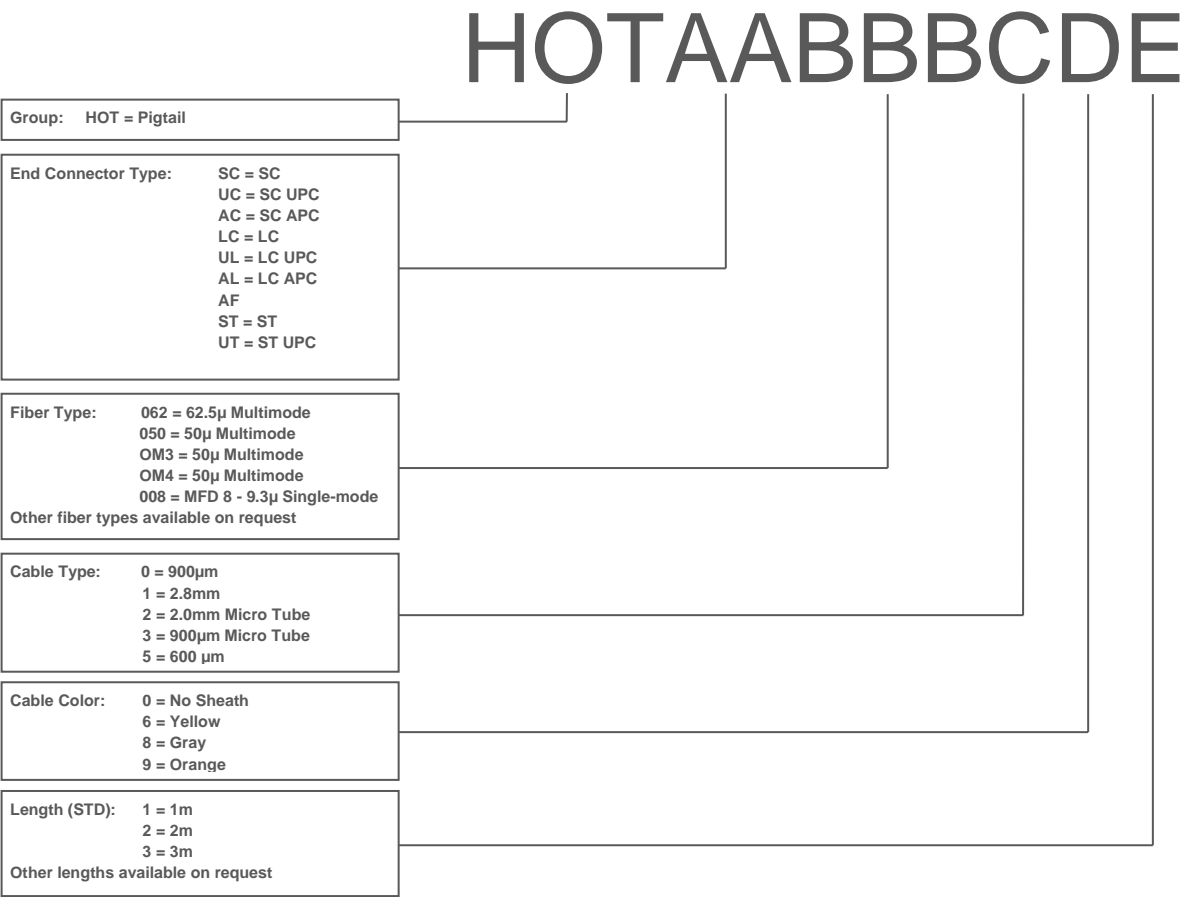 HOTAABBBCDE
Group: HOT = Pigtail
End Connector Type: SC = SC
UC = SC UPC
AC = SC APC
LC = LC
UL = LC UPC
AL = LC APC
AF
ST = ST
UT = ST UPC
Fiber Type: 062 = 62.5µ Multimode
050 = 50µ Multimode
OM3 = 50µ Multimode
OM4 = 50µ Multimode
008 = MFD 8 - 9.3µ Single-mode
Other fiber types available on request
Cable Type: 0 = 900µm
1 = 2.8mm
2 = 2.0mm Micro Tube
3 = 900µm Micro Tube
5 = 600 µm
Cable Color: 0 = No Sheath
6 = Yellow
8 = Gray
9 = Orange
Length (STD): 1 = 1m
2 = 2m
3 = 3m
Other lengths available on request